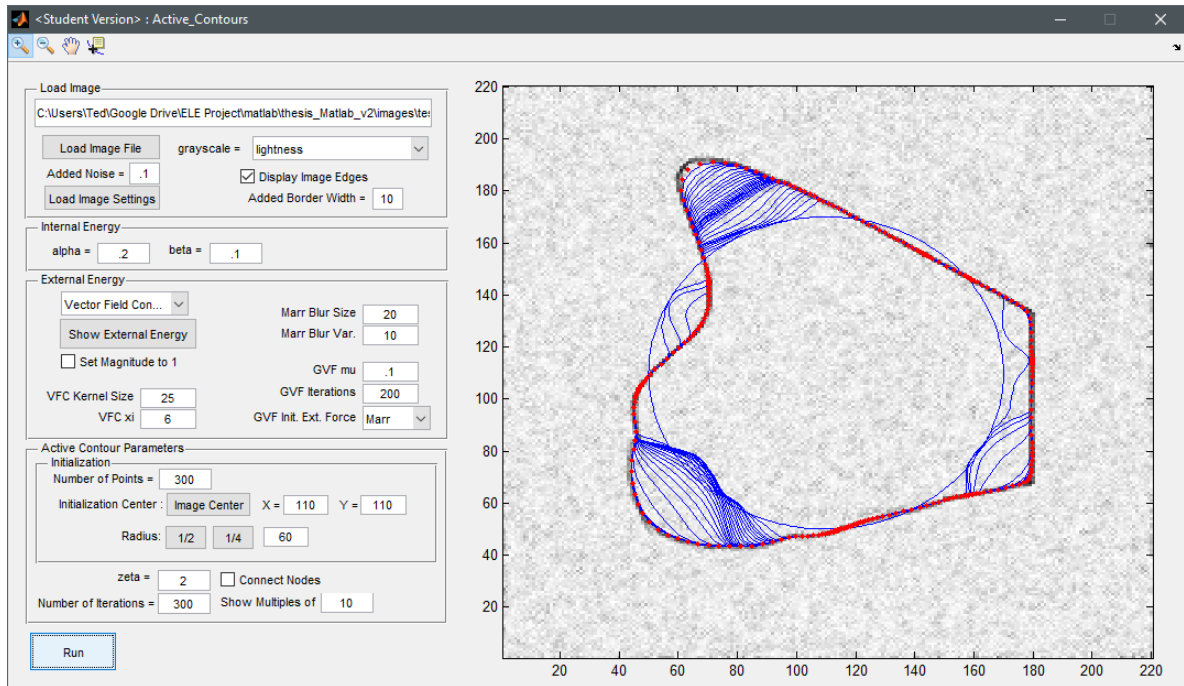 <Student Version> : Active_Contours
Load Image
C:\Users\Ted\Google Drive\ELE Project\matlab\thesis_Matlab_v2\images\tes
Load Image File grayscale = lightness
Added Noise = .1 Display Image Edges
Load Image Settings Added Border Width = 10
Internal Energy
alpha = .2 beta = .1
External Energy
Vector Field Con...
Show External Energy
Set Magnitude to 1
VFC Kernel Size 25
VFC xi 6
Marr Blur Size 20
Marr Blur Var. 10
GVF mu .1
GVF Iterations 200
GVF Init. Ext. Force Marr
Active Contour Parameters
Initialization
Number of Points = 300
Initialization Center : Image Center X = 110 Y = 110
Radius: 1/2 1/4 60
zeta = 2 Connect Nodes
Number of Iterations = 300 Show Multiples of 10
Run
220
200
180
160
140
120
100
80
60
40
20
20 40 60 80 100 120 140 160 180 200 220